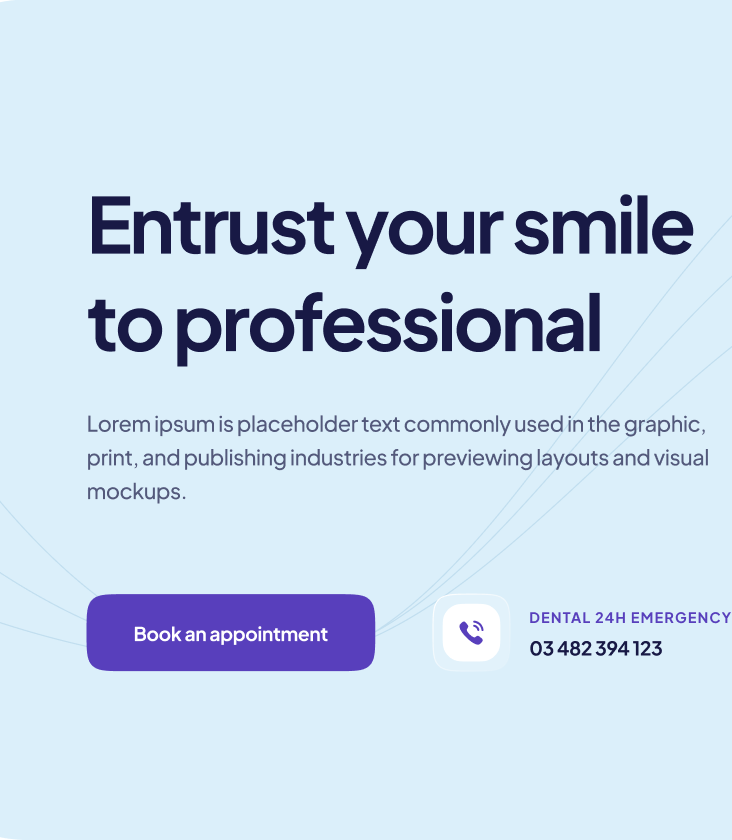 Entrust your smile
to professional
Lorem ipsum is placeholder text commonly used in the graphic,
print, and publishing industries for previewing layouts and visual
mockups.
Book an appointment
DENTAL 24H EMERGENCY
03 482 394 123